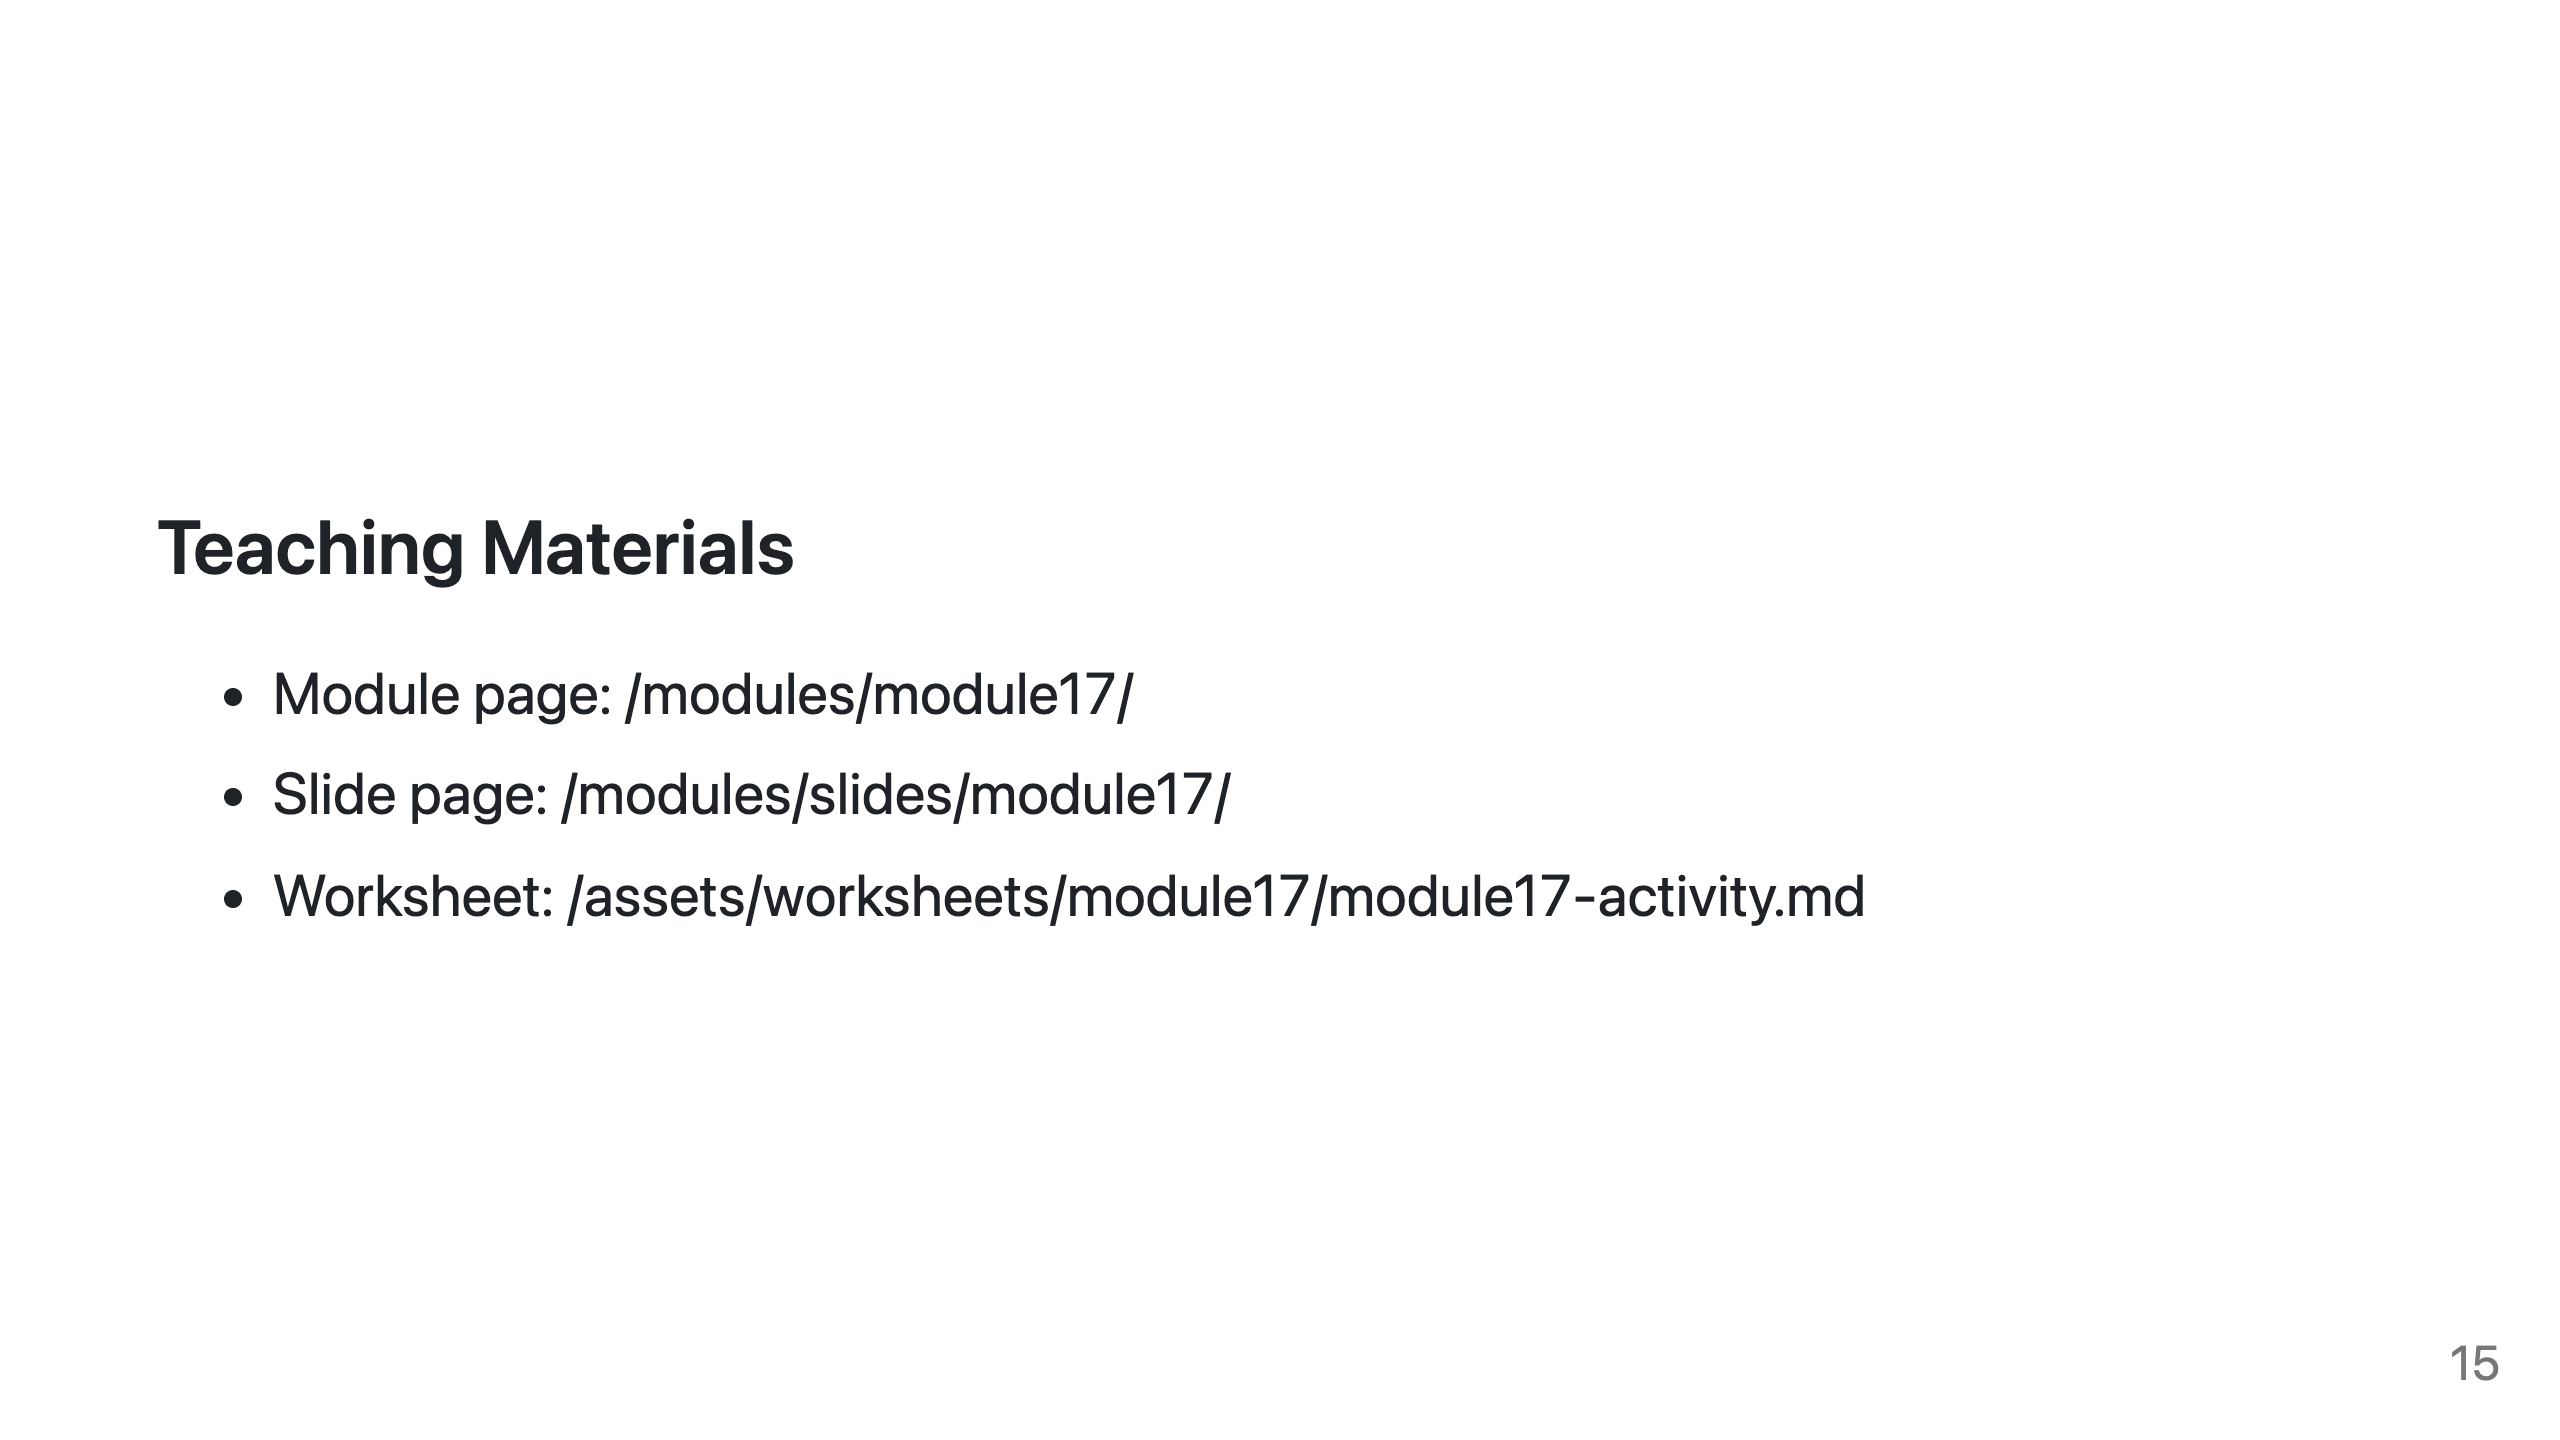 Teaching Materials
• Module page: /modules/module17/
• Slide page: /modules/slides/module17/
• Worksheet: /assets/worksheets/module17/module17-activity.md
15